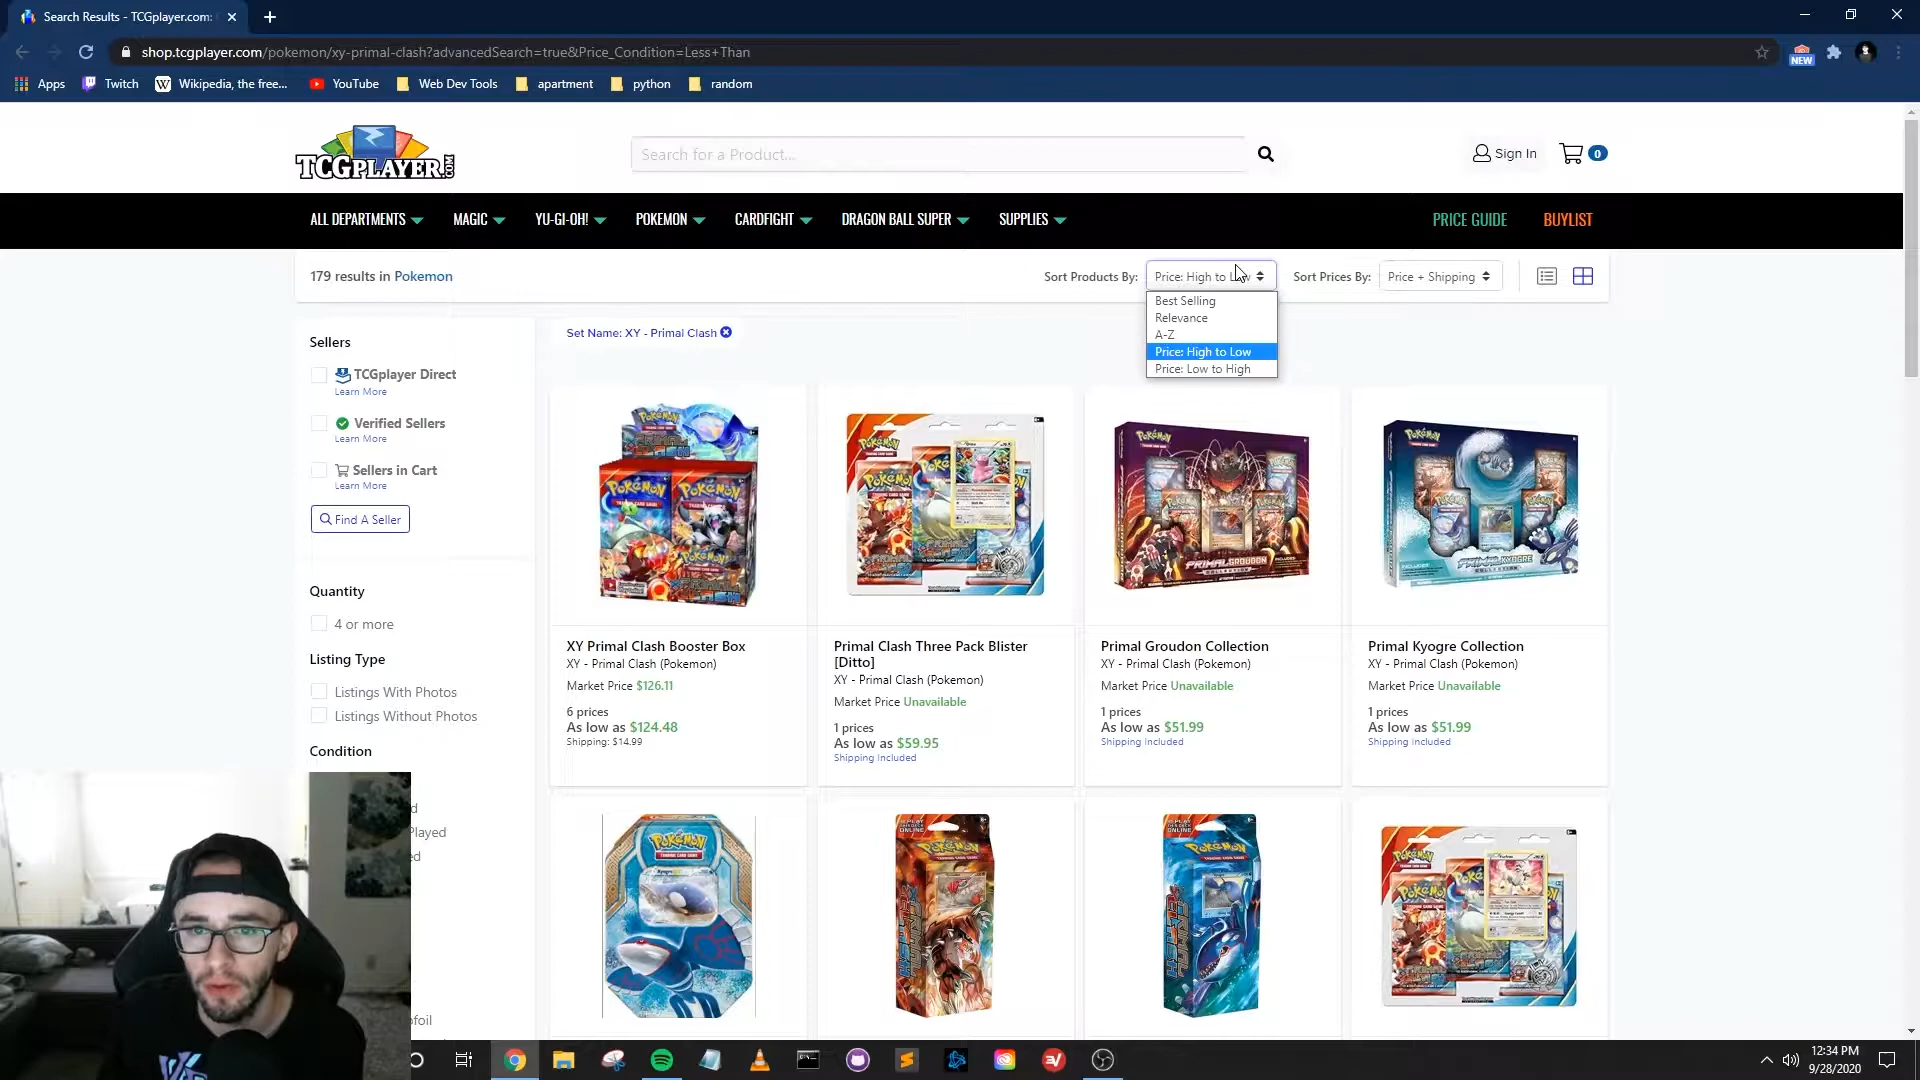 Search Results - TCGplayer.com:
shop.tcgplayer.com/pokemon/xy-primal-clash?advancedSearch=true&Price_Condition=Less+Than
NEW
Apps
Twitch
Wikipedia, the free...
YouTube
Web Dev Tools
apartment
python
random
TCGPLAYER.COM
Search for a Product...
Sign In
0
ALL DEPARTMENTS
MAGIC
YU-GI-OH!
POKEMON
CARDFIGHT
DRAGON BALL SUPER
SUPPLIES
PRICE GUIDE
BUYLIST
179 results in Pokemon
Sort Products By:
Price: High to Low
Sort Prices By:
Price + Shipping
Best Selling
Relevance
A-Z
Price: High to Low
Price: Low to High
Set Name: XY - Primal Clash
Sellers
TCGplayer Direct
Learn More
Verified Sellers
Learn More
Sellers in Cart
Learn More
Find A Seller
Quantity
4 or more
Listing Type
Listings With Photos
Listings Without Photos
Condition
d
Played
ed
ofoil
XY Primal Clash Booster Box
XY - Primal Clash (Pokemon)
Market Price $126.11
6 prices
As low as $124.48
Shipping: $14.99
Primal Clash Three Pack Blister
[Ditto]
XY - Primal Clash (Pokemon)
Market Price Unavailable
1 prices
As low as $59.95
Shipping Included
Primal Groudon Collection
XY - Primal Clash (Pokemon)
Market Price Unavailable
1 prices
As low as $51.99
Shipping Included
Primal Kyogre Collection
XY - Primal Clash (Pokemon)
Market Price Unavailable
1 prices
As low as $51.99
Shipping Included
12:34 PM
9/28/2020